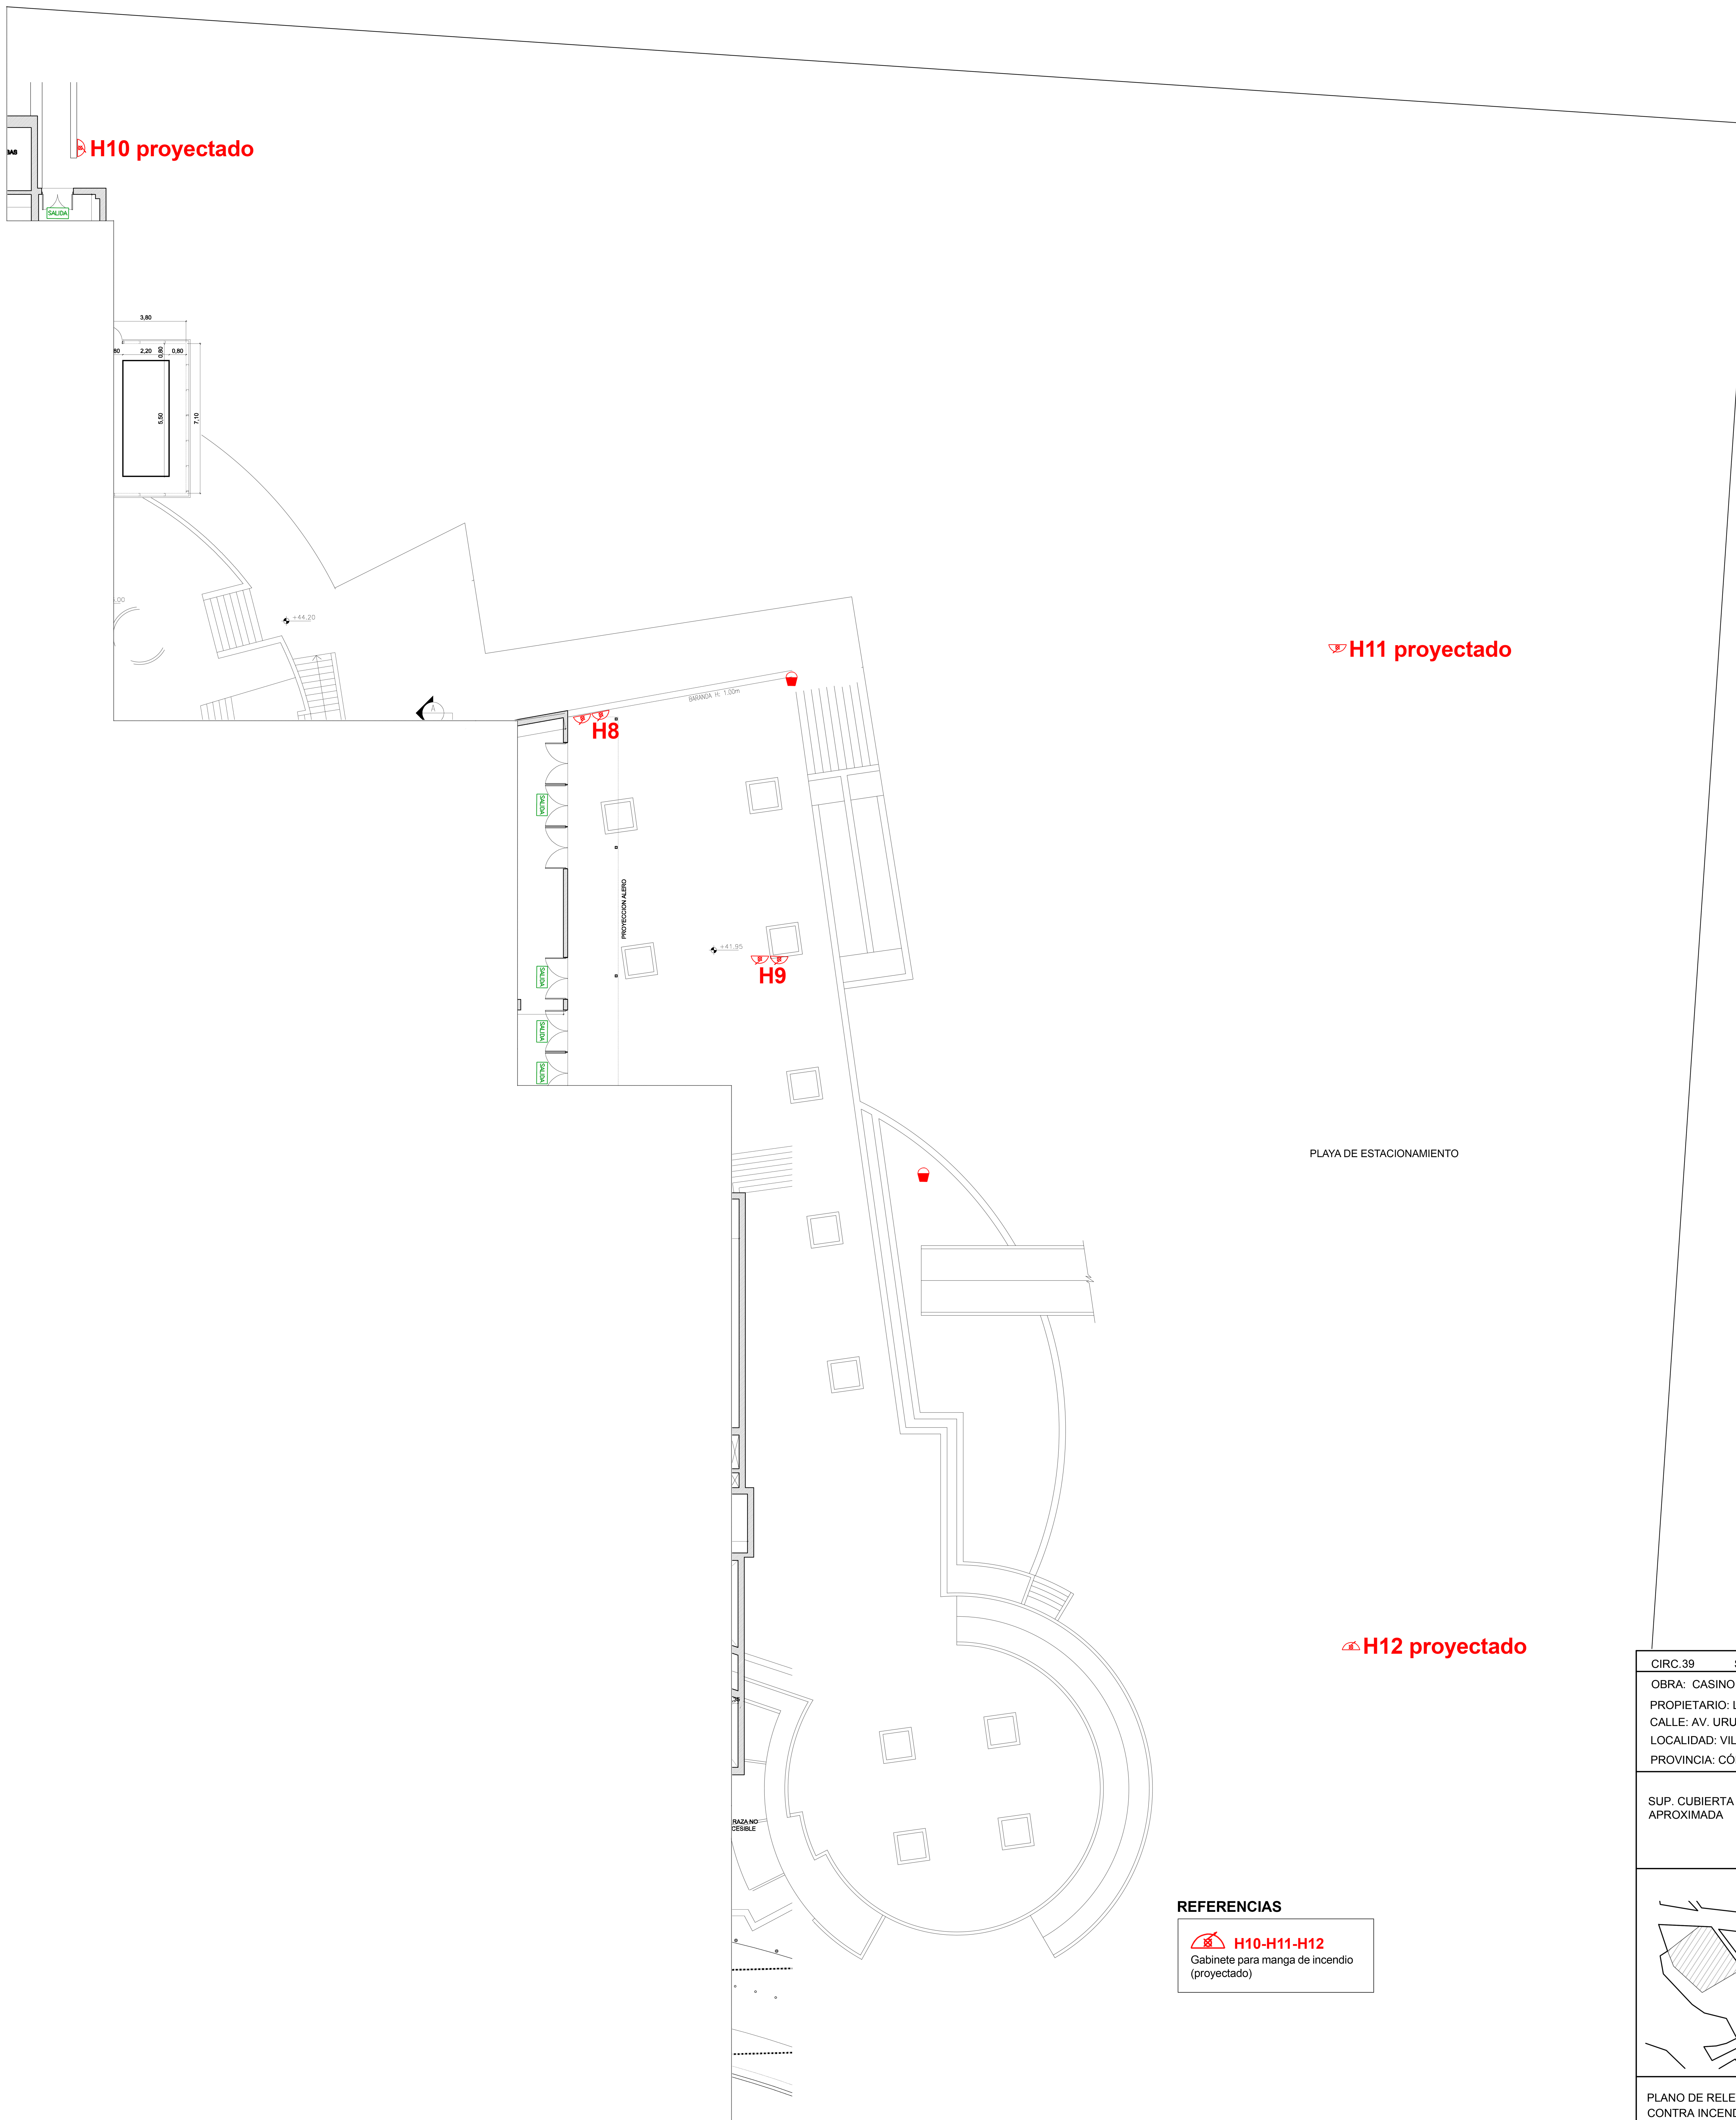 H10 proyectado
SALIDA
3,80
2,20
0,80
0,80
5,50
7,10
+44.20
A
BARANDA H: 1.00m
H8
H11 proyectado
SALIDA
PROYECCION ALERO
+41.95
SALIDA
H9
SALIDA
SALIDA
PLAYA DE ESTACIONAMIENTO
H12 proyectado
CIRC.39
OBRA: CASINO
PROPIETARIO:
CALLE: AV. URU
LOCALIDAD: VIL
PROVINCIA: CÓ
SUP. CUBIERTA
APROXIMADA
RAZA NO
CESIBLE
REFERENCIAS
H10-H11-H12
Gabinete para manga de incendio
(proyectado)
PLANO DE RELE
CONTRA INCEND